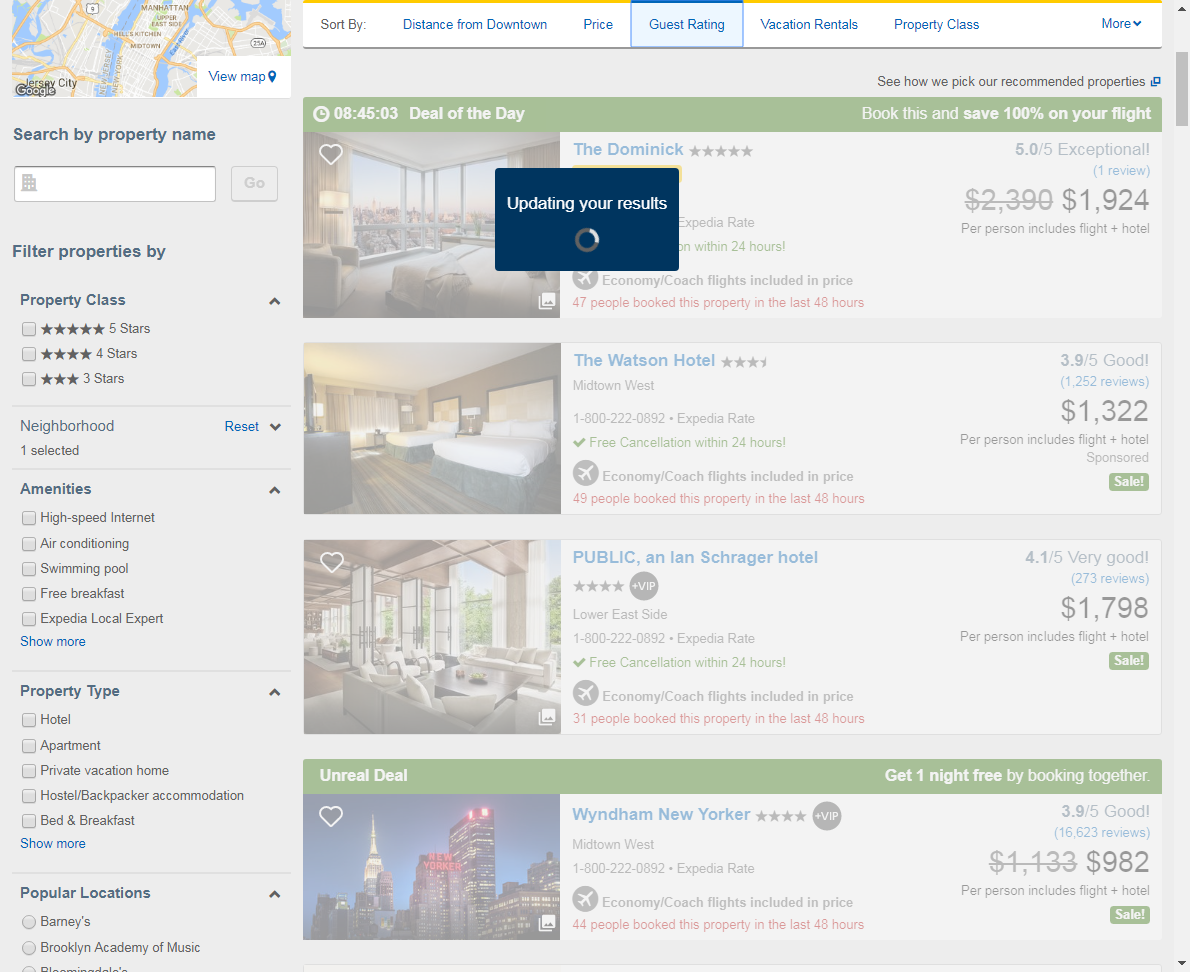 MANHATTAN
UPPER
EAST SIDE
9
HELL'S KITCHEN
25A
MIDTOWN
East River
NEW JERSEY
NEW YORK
Jersey City
Google
View map
Search by property name
Go
Filter properties by
Property Class
★★★★★ 5 Stars
★★★★ 4 Stars
★★★ 3 Stars
Neighborhood Reset
1 selected
Amenities
High-speed Internet
Air conditioning
Swimming pool
Free breakfast
Expedia Local Expert
Show more
Property Type
Hotel
Apartment
Private vacation home
Hostel/Backpacker accommodation
Bed & Breakfast
Show more
Popular Locations
Barney's
Brooklyn Academy of Music
Bloomingdale's
Sort By: Distance from Downtown Price Guest Rating Vacation Rentals Property Class More
See how we pick our recommended properties
08:45:03 Deal of the Day Book this and save 100% on your flight
The Dominick ★★★★★ 5.0/5 Exceptional!
(1 review)
Updating your results
$2,390 $1,924
Expedia Rate
Per person includes flight + hotel
on within 24 hours!
Economy/Coach flights included in price
47 people booked this property in the last 48 hours
The Watson Hotel 3.9/5 Good!
Midtown West (1,252 reviews)
$1,322
1-800-222-0892 • Expedia Rate
Free Cancellation within 24 hours! Per person includes flight + hotel
Sponsored
Economy/Coach flights included in price Sale!
49 people booked this property in the last 48 hours
PUBLIC, an Ian Schrager hotel 4.1/5 Very good!
★★★★ +VIP (273 reviews)
Lower East Side $1,798
1-800-222-0892 • Expedia Rate Per person includes flight + hotel
Free Cancellation within 24 hours! Sale!
Economy/Coach flights included in price
31 people booked this property in the last 48 hours
Unreal Deal Get 1 night free by booking together.
NEW
YORKER
Wyndham New Yorker ★★★★ +VIP 3.9/5 Good!
Midtown West (16,623 reviews)
1-800-222-0892 • Expedia Rate $1,133 $982
Per person includes flight + hotel
Economy/Coach flights included in price Sale!
44 people booked this property in the last 48 hours